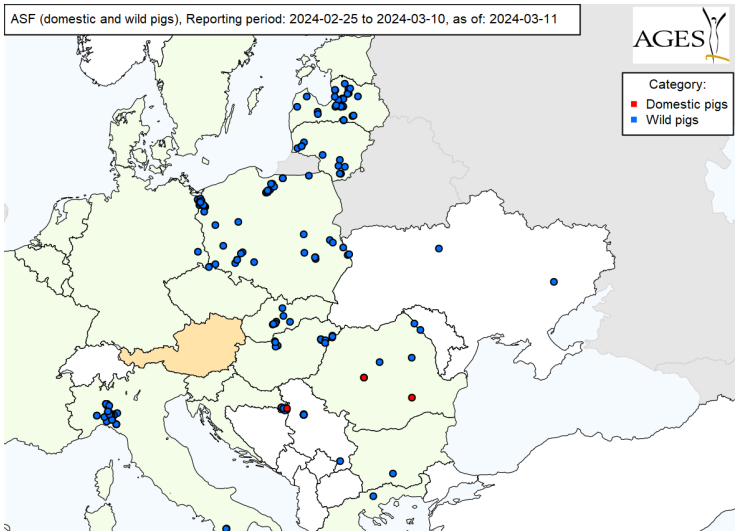 ASF (domestic and wild pigs), Reporting period: 2024-02-25 to 2024-03-10, as of: 2024-03-11
AGES
Category:
Domestic pigs
Wild pigs